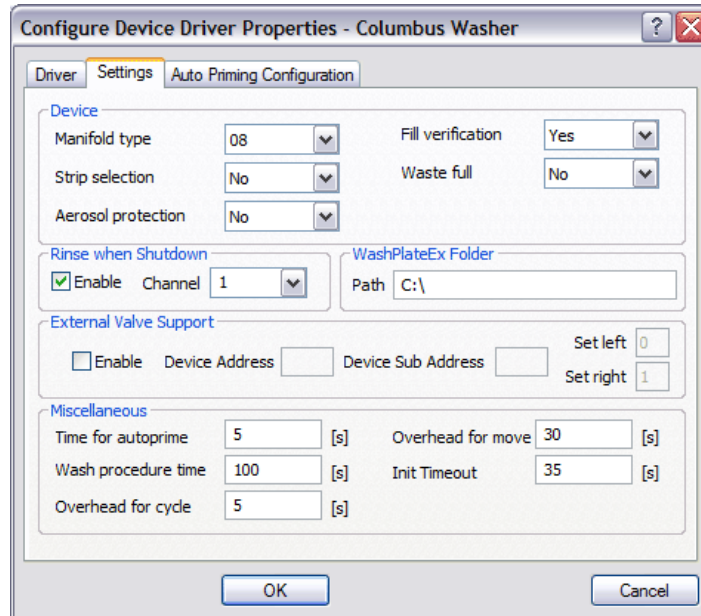 Configure Device Driver Properties - Columbus Washer
Driver Settings Auto Priming Configuration
Device
Manifold type 08 Fill verification Yes
Strip selection No Waste full No
Aerosol protection No
Rinse when Shutdown WashPlateEx Folder
Enable Channel 1 Path C:\
External Valve Support
Set left 0
Enable Device Address Device Sub Address
Set right 1
Miscellaneous
Time for autoprime 5 [s] Overhead for move 30 [s]
Wash procedure time 100 [s] Init Timeout 35 [s]
Overhead for cycle 5 [s]
OK Cancel